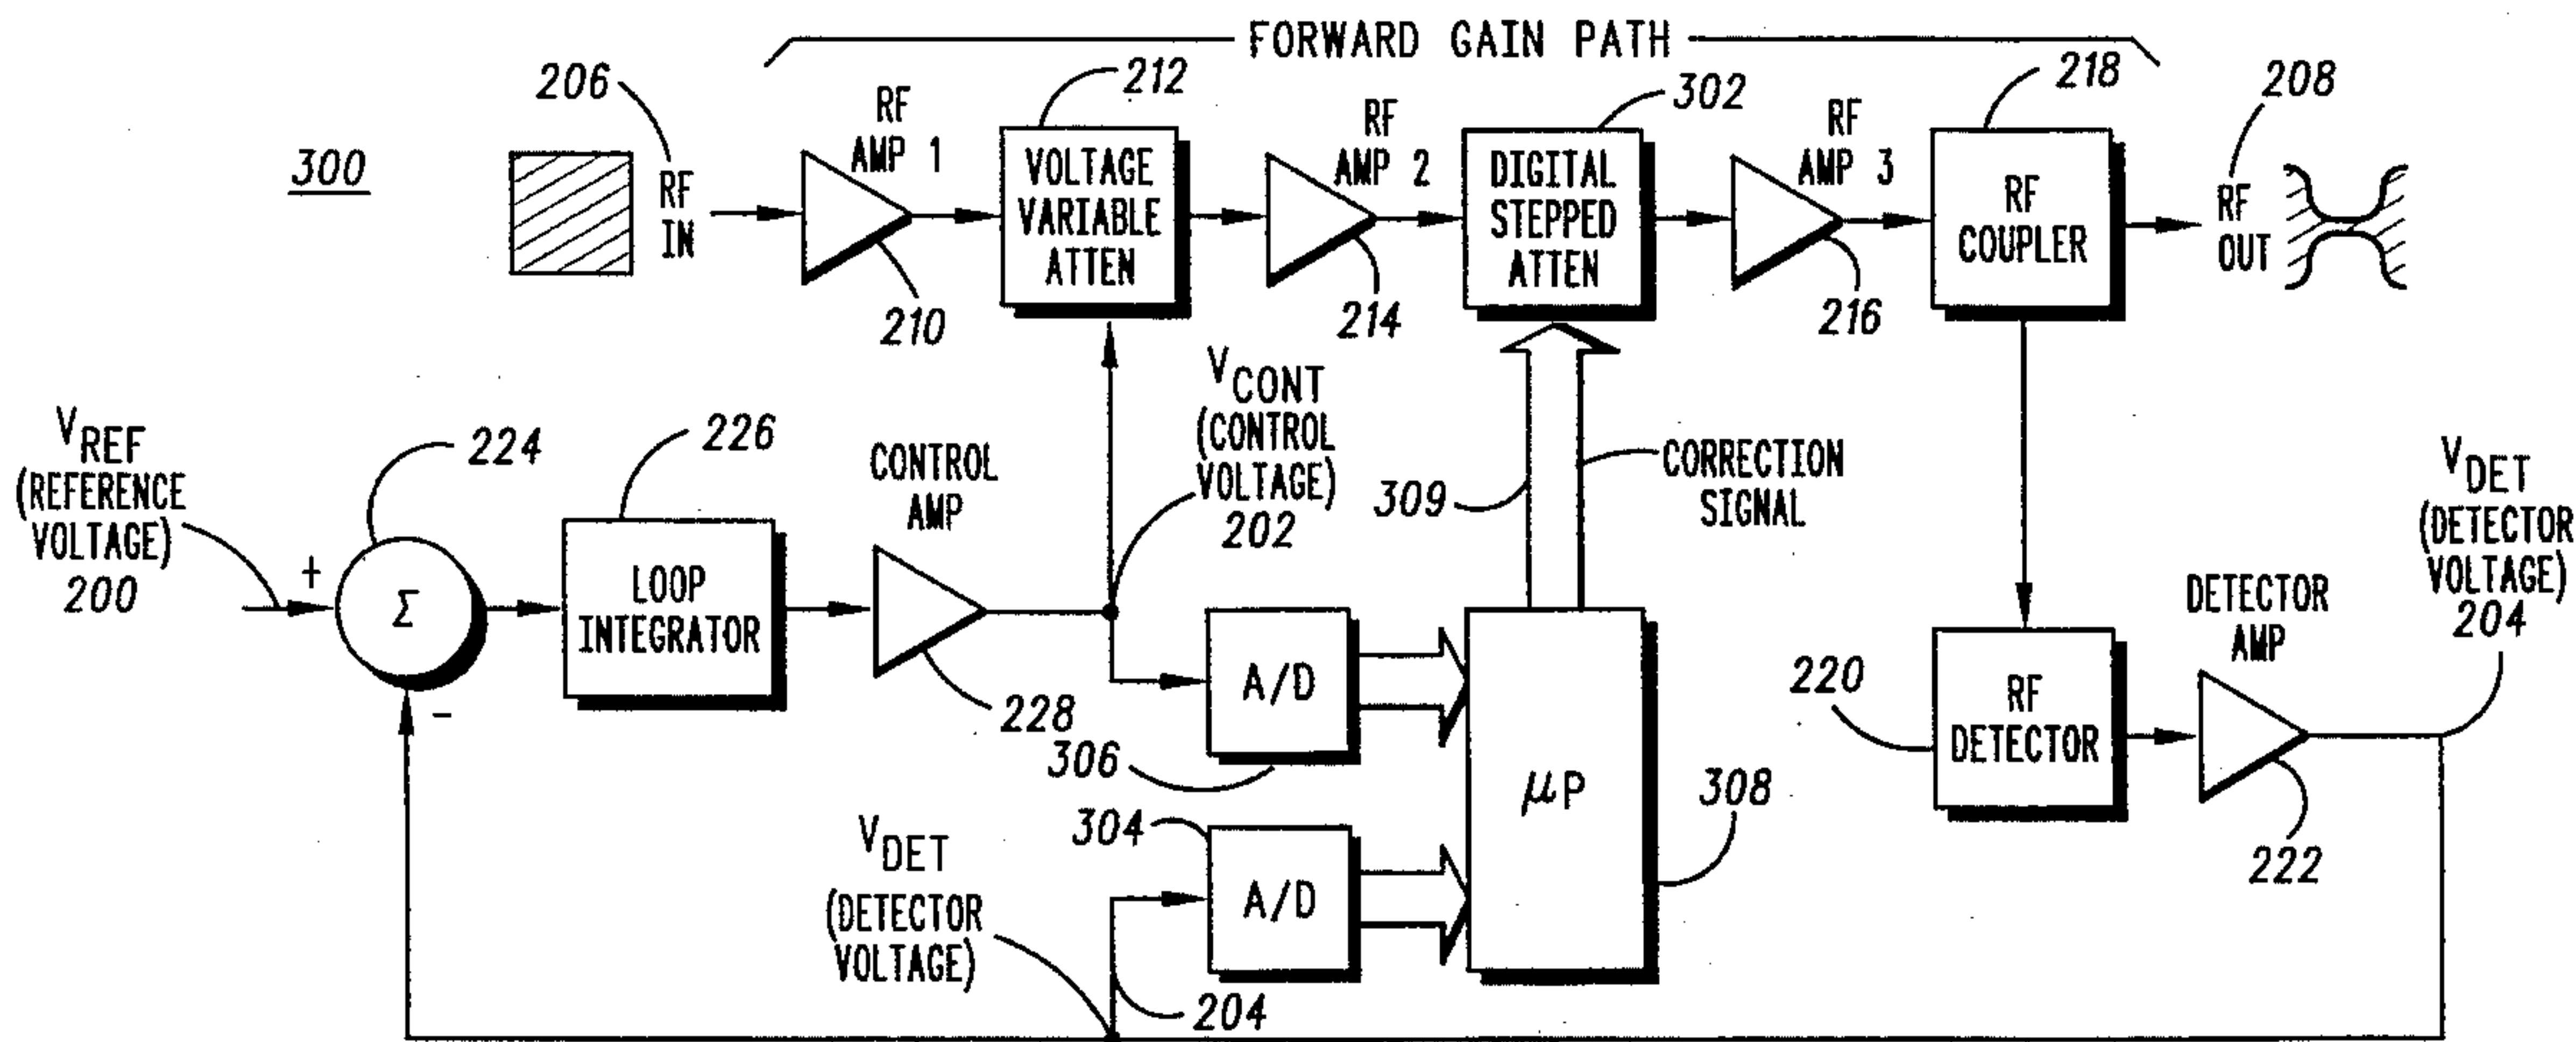 FORWARD GAIN PATH
300
206
RF
IN
RF
AMP 1
210
212
VOLTAGE
VARIABLE
ATTEN
RF
AMP 2
214
302
DIGITAL
STEPPED
ATTEN
RF
AMP 3
216
218
RF
COUPLER
208
RF
OUT
VREF
(REFERENCE
VOLTAGE)
200
+
-
224
Σ
226
LOOP
INTEGRATOR
CONTROL
AMP
228
VCONT
(CONTROL
VOLTAGE)
202
309
CORRECTION
SIGNAL
A/D
306
304
A/D
μP
308
VDET
(DETECTOR
VOLTAGE)
204
220
RF
DETECTOR
DETECTOR
AMP
222
VDET
(DETECTOR
VOLTAGE)
204